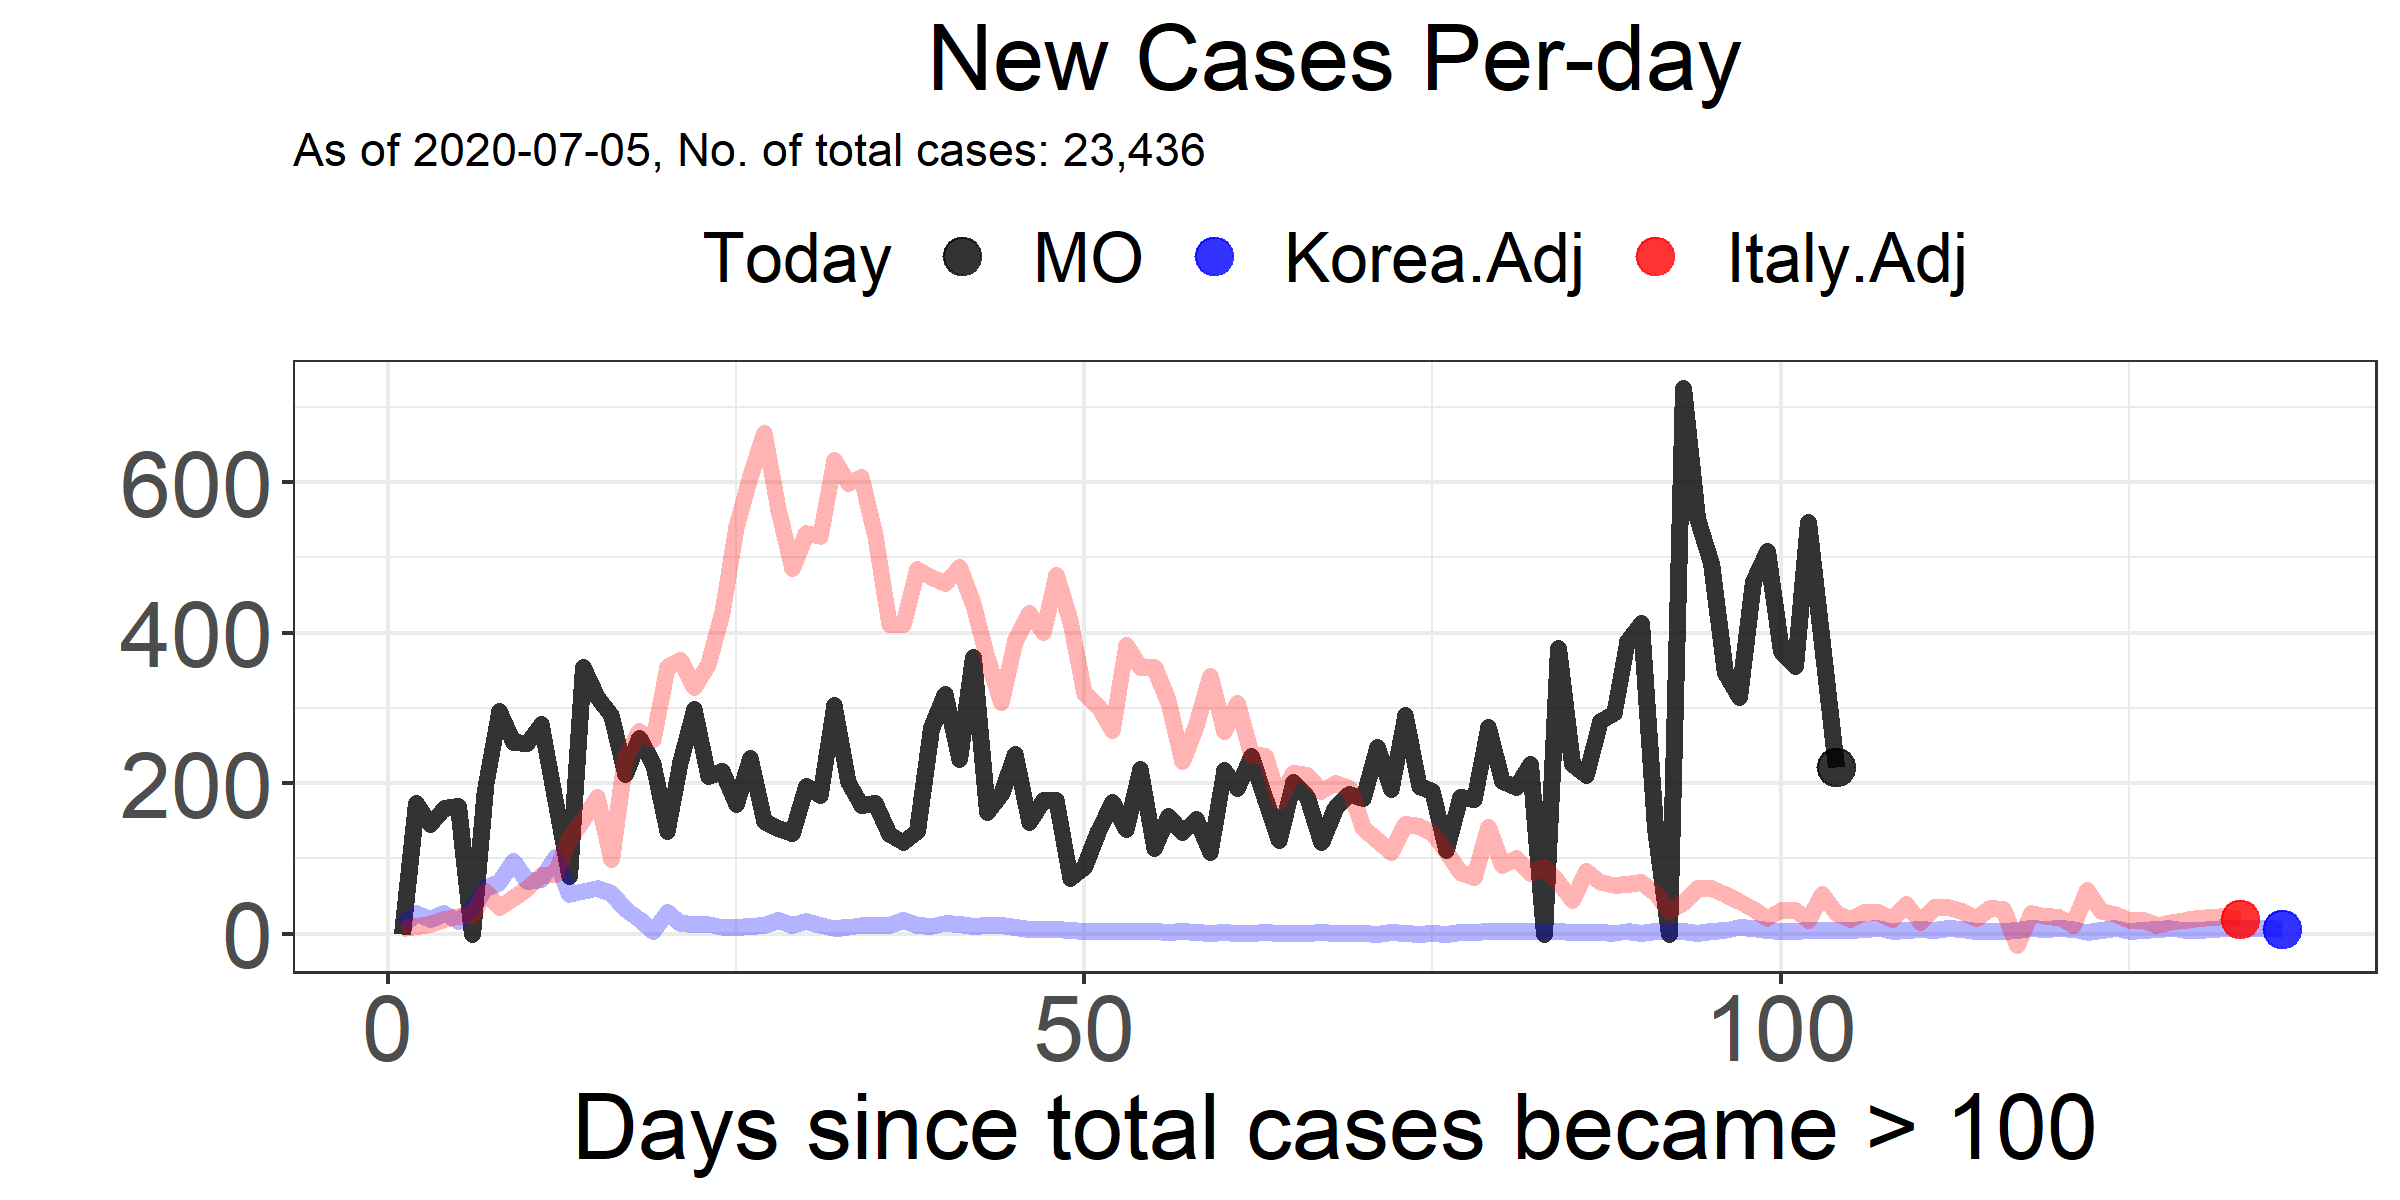 New Cases Per-day
As of 2020-07-05, No. of total cases: 23,436
Today MO Korea.Adj Italy.Adj
600
400
200
0
0 50 100
Days since total cases became > 100